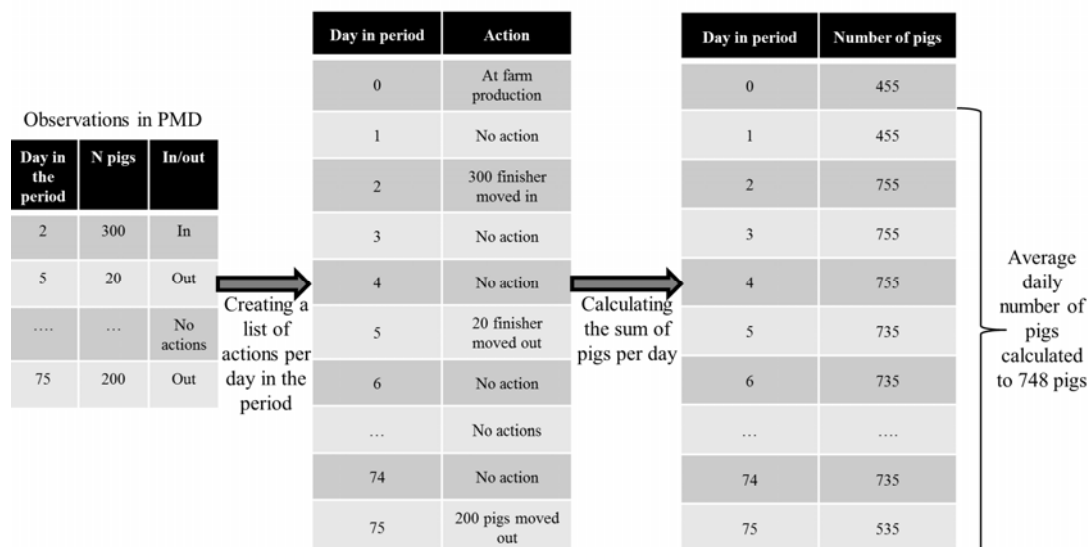 Observations in PMD
Day in
the
period
N pigs
In/out
2
300
In
5
20
Out
....
...
No
actions
75
200
Out
Creating a
list of
actions per
day in the
period
Day in period
Action
0
At farm
production
1
No action
2
300 finisher
moved in
3
No action
4
No action
5
20 finisher
moved out
6
No action
...
No actions
74
No action
75
200 pigs moved
out
Calculating
the sum of
pigs per day
Day in period
Number of pigs
0
455
1
455
2
755
3
755
4
755
5
735
6
735
...
....
74
735
75
535
Average
daily
number of
pigs
calculated
to 748 pigs